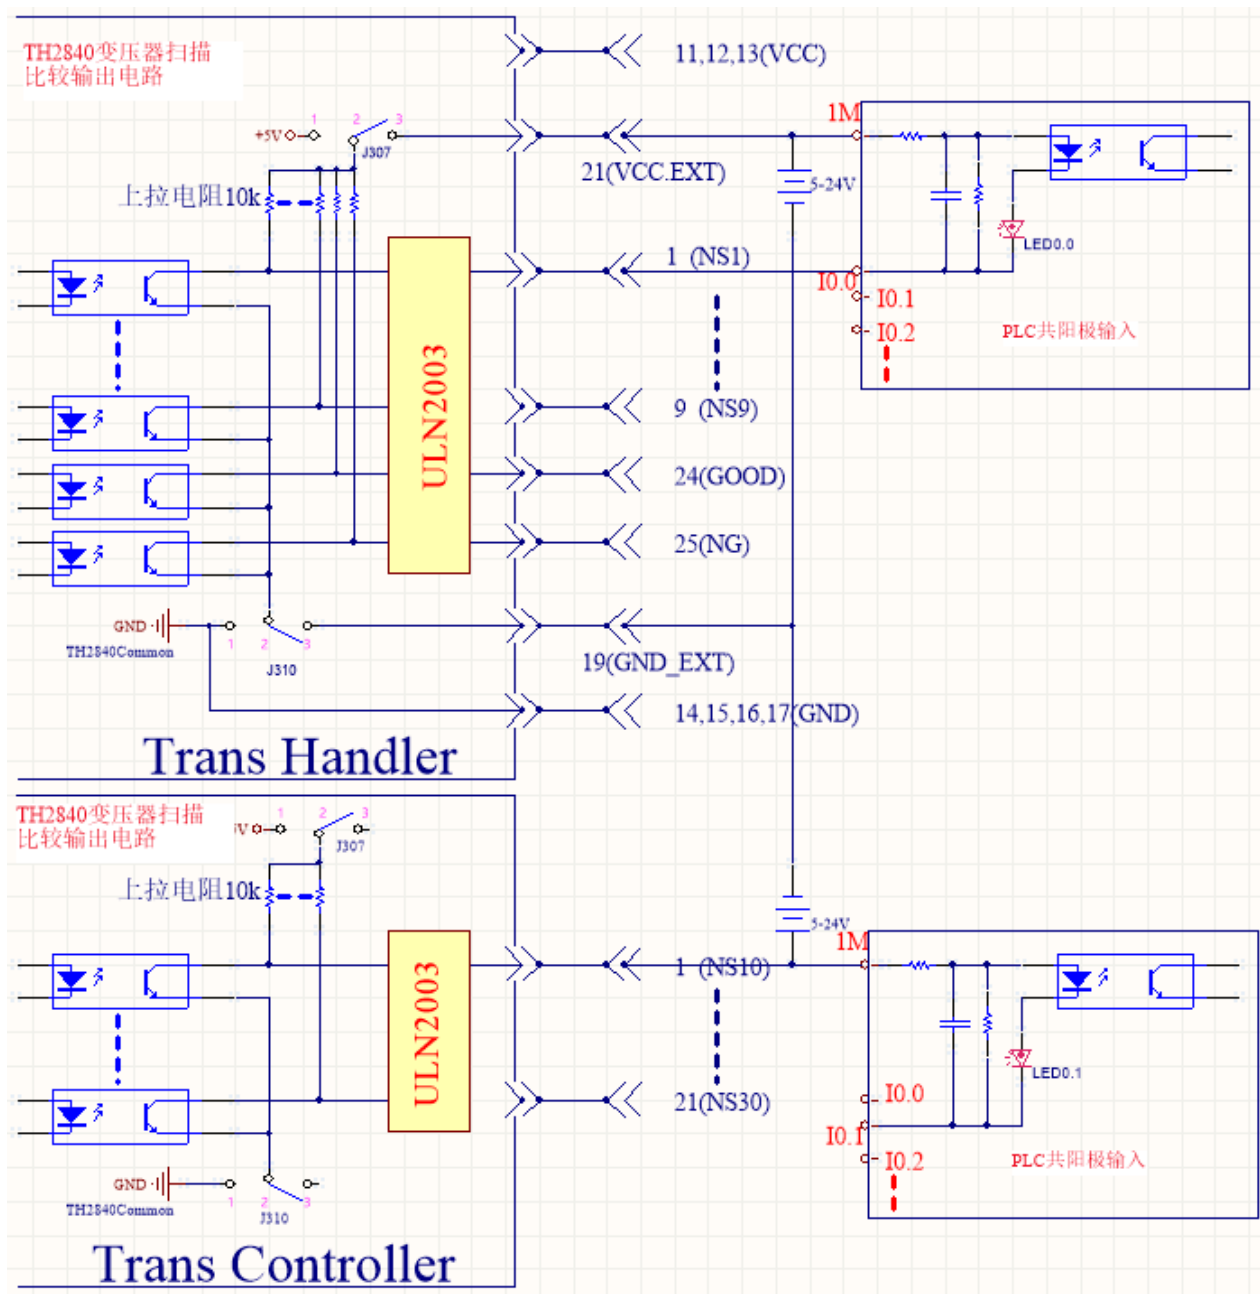 TH2840变压器扫描
比较输出电路
11,12,13(VCC)
+5V
1
2
3
J307
1M
21(VCC.EXT)
5-24V
上拉电阻10k
LED0.0
1 (NS1)
I0.0
I0.1
I0.2
PLC共阳极输入
ULN2003
9 (NS9)
24(GOOD)
25(NG)
GND
1
2
3
TH2840Common
J310
19(GND_EXT)
14,15,16,17(GND)
Trans Handler
TH2840变压器扫描
比较输出电路
V
1
2
3
J307
上拉电阻10k
5-24V
1M
1 (NS10)
ULN2003
LED0.1
21(NS30)
I0.0
I0.1
I0.2
PLC共阳极输入
GND
1
2
3
TH2840Common
J310
Trans Controller